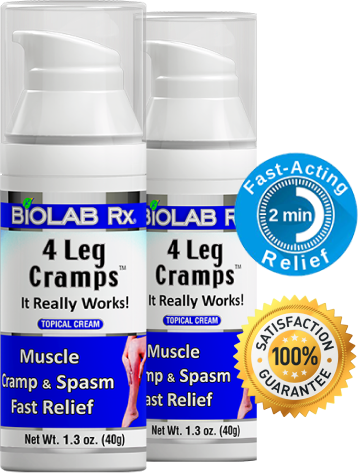 BiOLAB Rx
4 Leg
Cramps™
It Really Works!
TOPICAL CREAM
Muscle
Cramp & Spasm
Fast Relief
Net Wt. 1.3 oz. (40g)
BiOLAB Rx
4 Leg
Cramps™
It Really Works!
TOPICAL CREAM
Muscle
mp & Spasm
ast Relief
Net Wt. 1.3 oz. (40g)
Fast-Acting
2 min
Relief
SATISFACTION
100%
GUARANTEE